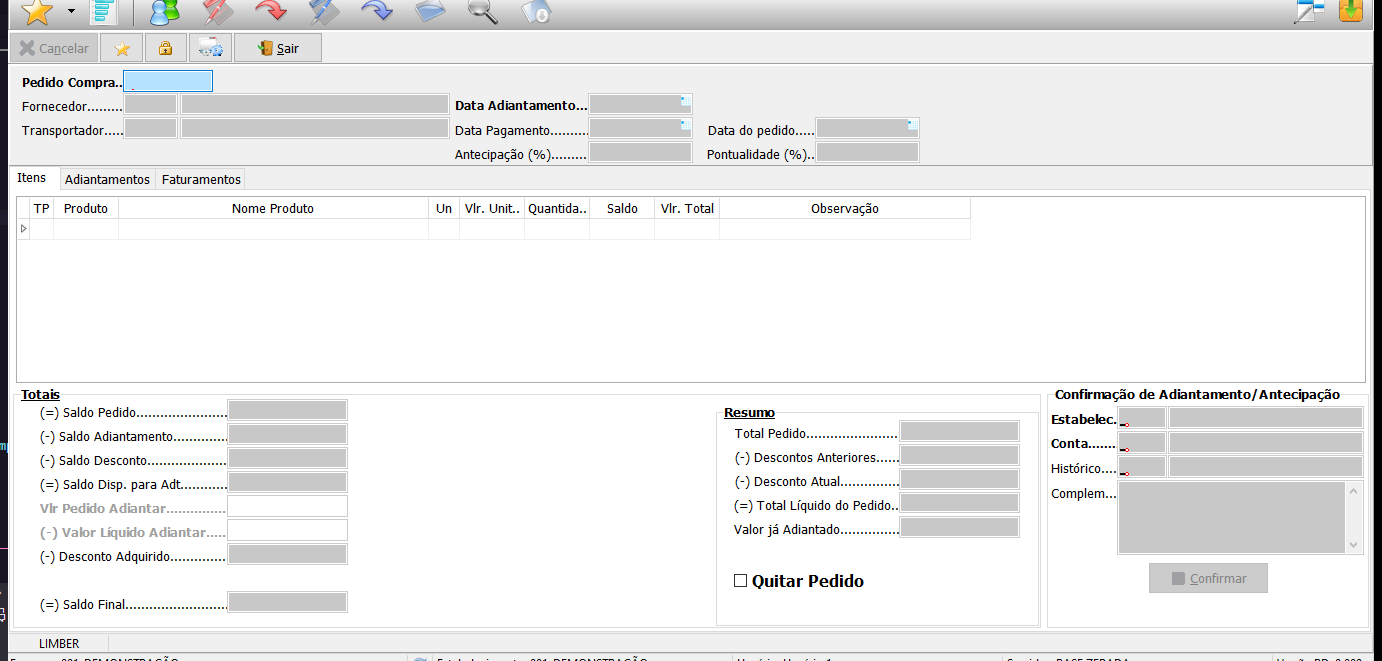 Cancelar Sair
Pedido Compra..
Fornecedor......... Data Adiantamento...
Transportador..... Data Pagamento......... Data do pedido.....
Antecipação (%)......... Pontualidade (%)..
Itens Adiantamentos Faturamentos
TP Produto Nome Produto Un Vlr. Unit.. Quantida.. Saldo Vlr. Total Observação
Totais
(=) Saldo Pedido.......................
(-) Saldo Adiantamento.............
(-) Saldo Desconto...................
(=) Saldo Disp. para Adt...........
Vlr Pedido Adiantar..............
(-) Valor Líquido Adiantar.....
(-) Desconto Adquirido..............
(=) Saldo Final.........................
Resumo
Total Pedido.......................
(-) Descontos Anteriores......
(-) Desconto Atual..............
(=) Total Líquido do Pedido..
Valor já Adiantado..............
Quitar Pedido
Confirmação de Adiantamento/Antecipação
Estabelec.
Conta.......
Histórico....
Complem...
Confirmar
LIMBER
001-DEMONSTRAÇÃO